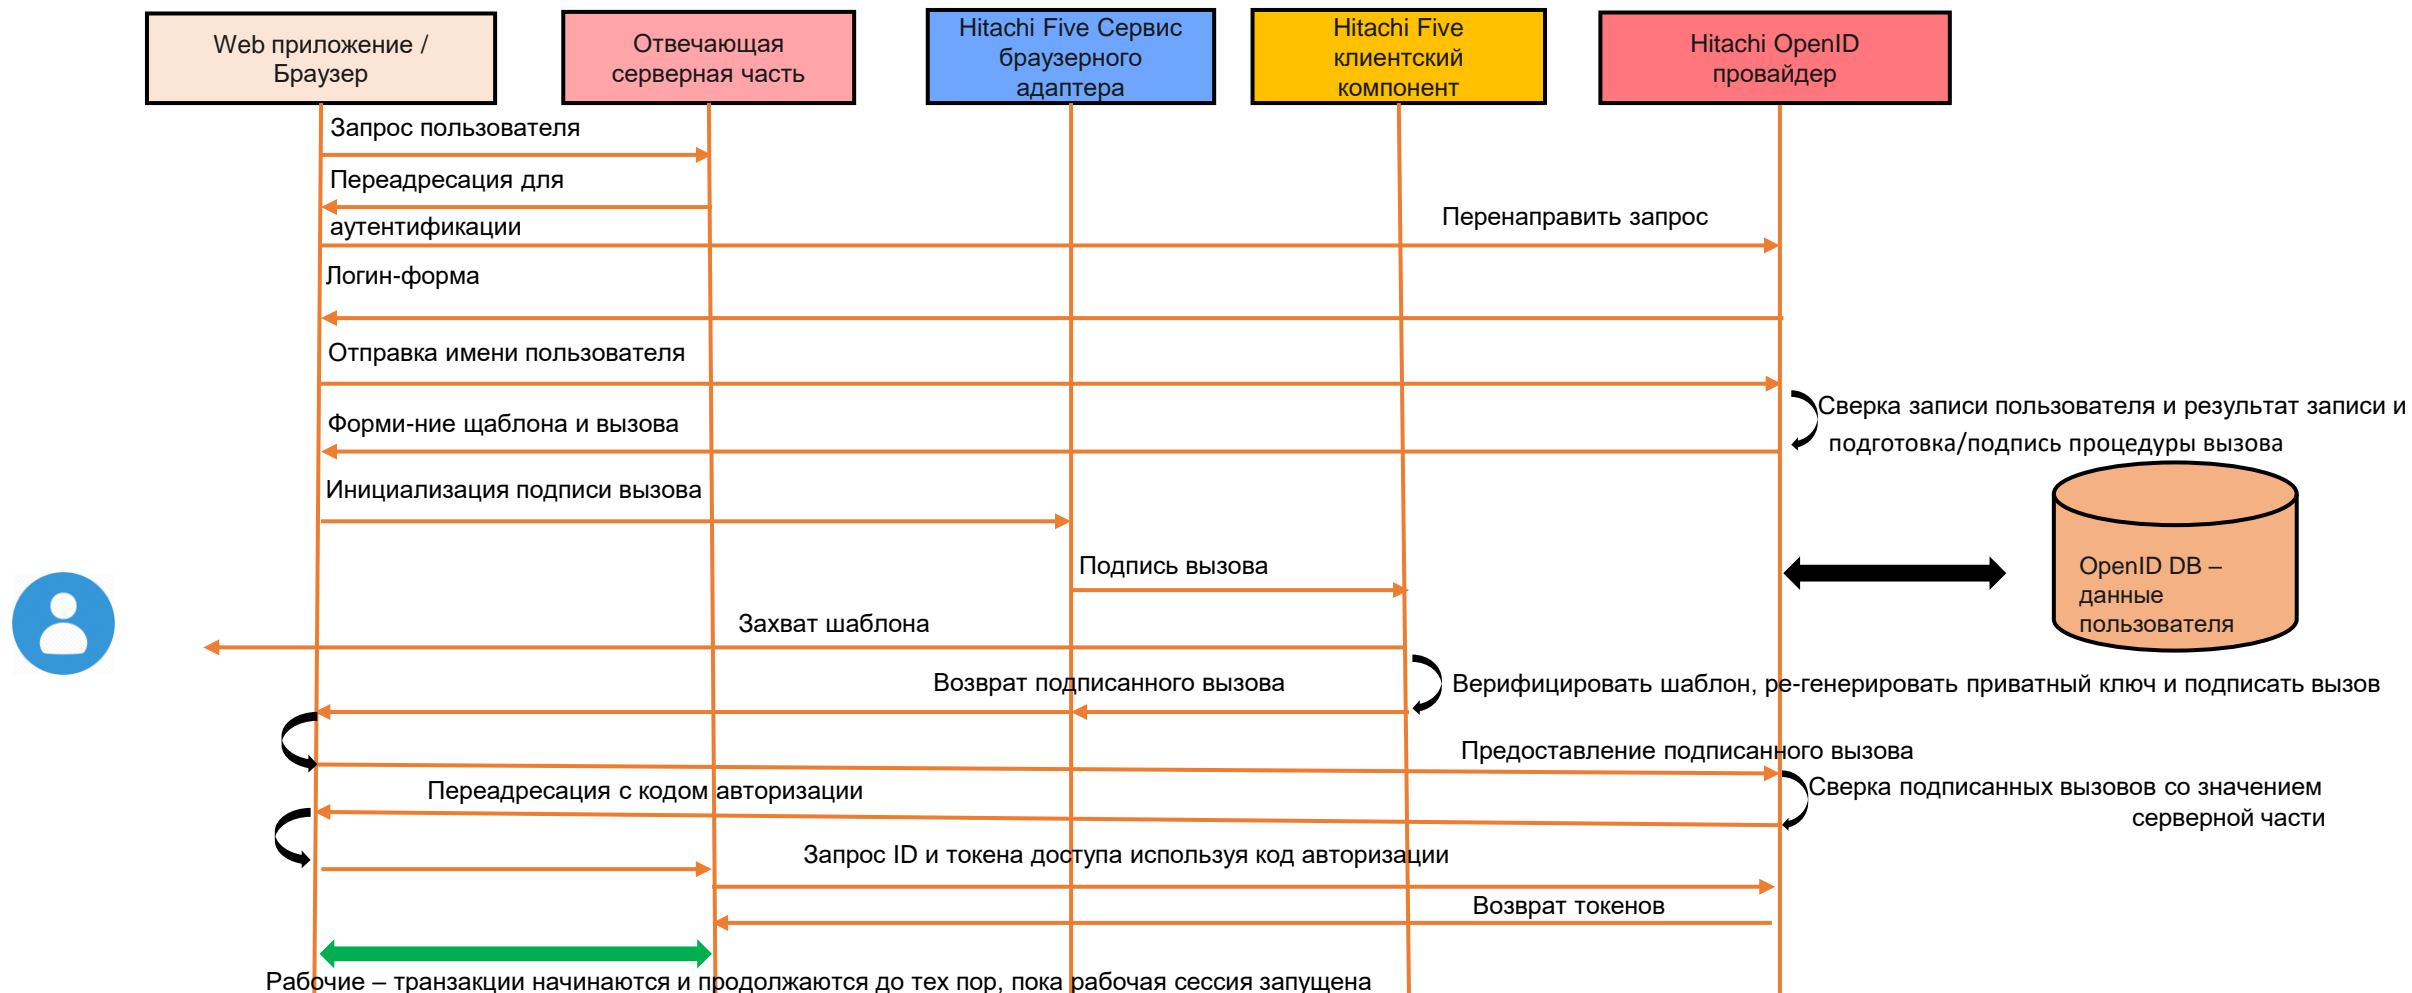 Web приложение /
Браузер
Отвечающая
серверная часть
Hitachi Five Сервис
браузерного
адаптера
Hitachi Five
клиентский
компонент
Hitachi OpenID
провайдер
Запрос пользователя
Переадресация для
аутентификации
Перенаправить запрос
Логин-форма
Отправка имени пользователя
Сверка записи пользователя и результат записи и
подготовка/подпись процедуры вызова
Форми-ние щаблона и вызова
Инициализация подписи вызова
Подпись вызова
OpenID DB –
данные
пользователя
Захват шаблона
Возврат подписанного вызова
Верифицировать шаблон, ре-генерировать приватный ключ и подписать вызов
Предоставление подписанного вызова
Переадресация с кодом авторизации
Сверка подписанных вызовов со значением
серверной части
Запрос ID и токена доступа используя код авторизации
Возврат токенов
Рабочие – транзакции начинаются и продолжаются до тех пор, пока рабочая сессия запущена